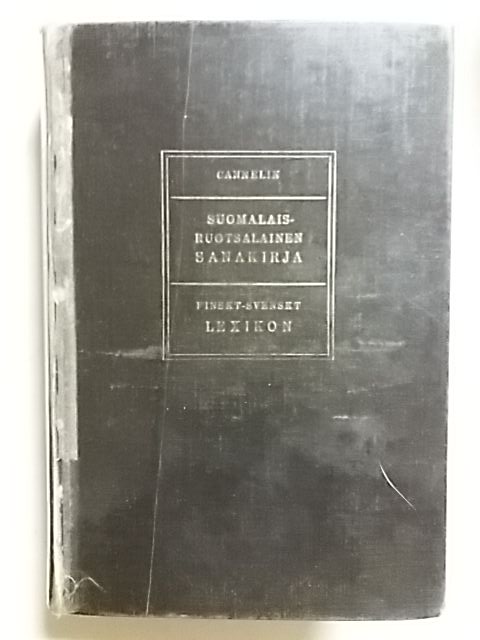 CANNELIN
SUOMALAIS-
RUOTSALAINEN
SANAKIRJA
FINSKT-SVENSKT
LEXIKON